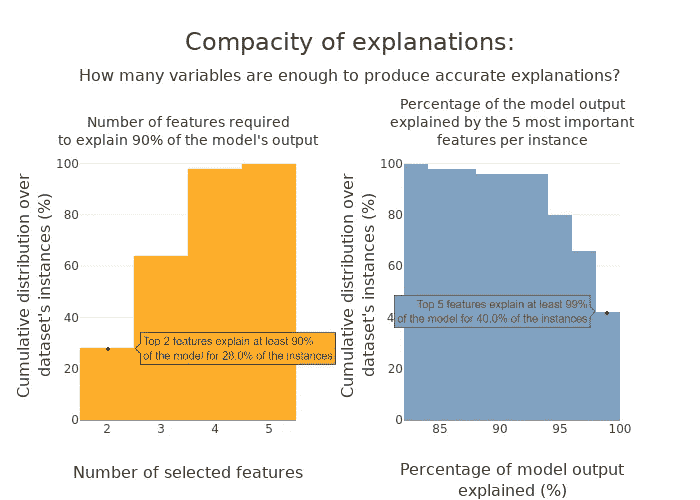 Compacity of explanations:
How many variables are enough to produce accurate explanations?
Number of features required
to explain 90% of the model's output
Cumulative distribution over
dataset's instances (%)
100
80
60
40
20
0
Top 2 features explain at least 90%
of the model for 28.0% of the instances
2
3
4
5
Number of selected features
Percentage of the model output
explained by the 5 most important
features per instance
Cumulative distribution over
dataset's instances (%)
100
80
60
4
20
0
Top 5 features explain at least 99%
of the model for 40.0% of the instances
85
90
95
100
Percentage of model output
explained (%)